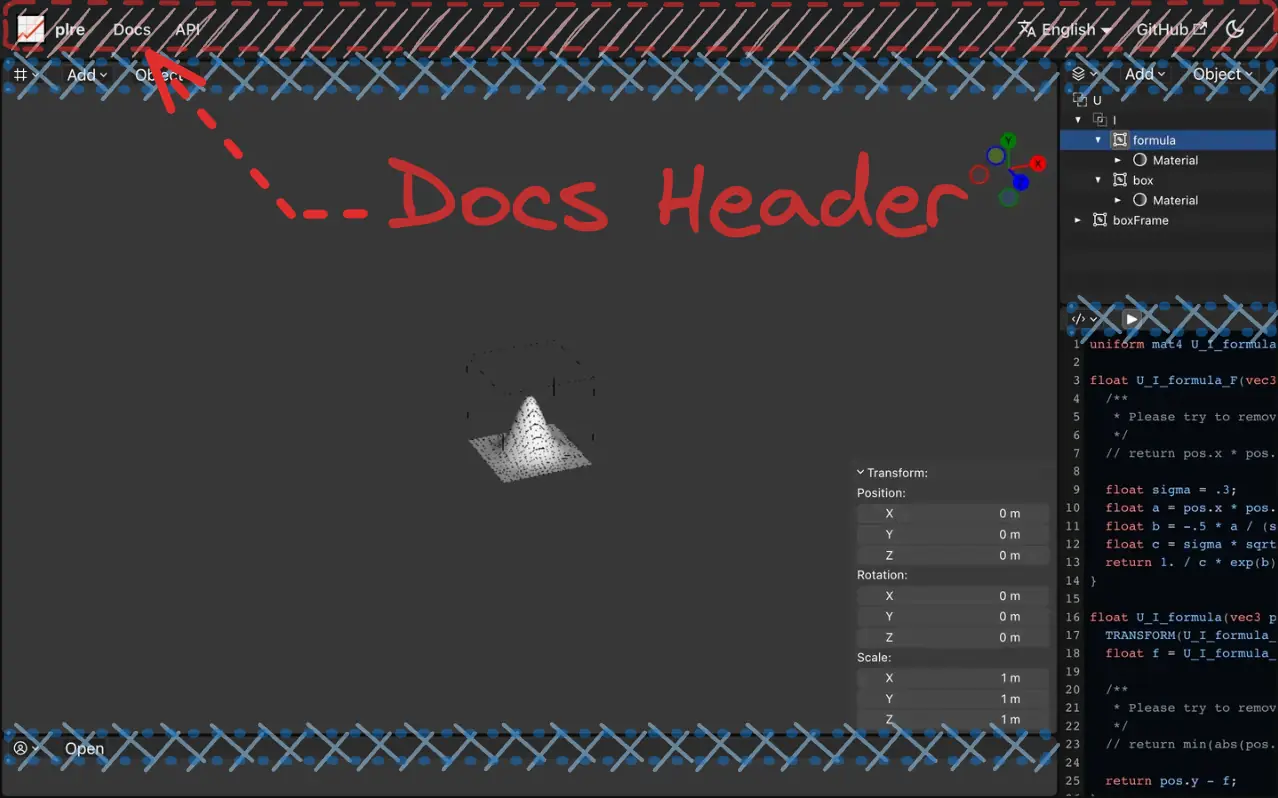 plre Docs API English GitHub
Add Object
Add Object
U
I
formula
Material
box
Material
boxFrame
Docs Header
Y
X
</>
1 uniform mat4 U_I_formula
2
3 float U_I_formula_F(vec3
4 /**
5 * Please try to remov
6 */
7 // return pos.x * pos.
8
9 float sigma = .3;
10 float a = pos.x * pos.
11 float b = -.5 * a / (s
12 float c = sigma * sqrt
13 return 1. / c * exp(b)
14 }
15
16 float U_I_formula(vec3 p
17 TRANSFORM(U_I_formula_
18 float f = U_I_formula_
19
20 /**
21 * Please try to remov
22 */
23 // return min(abs(pos.
24
25 return pos.y - f;
Transform:
Position:
X 0 m
Y 0 m
Z 0 m
Rotation:
X 0 m
Y 0 m
Z 0 m
Scale:
X 1 m
Y 1 m
Z 1 m
Open